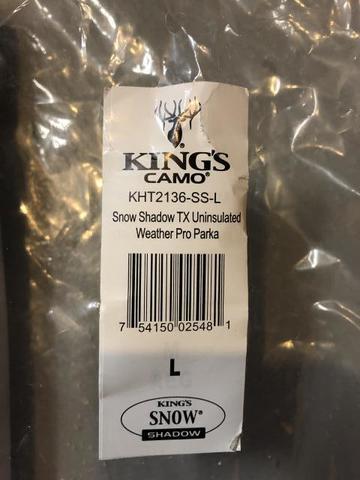 KING'S
CAMO®
KHT2136-SS-L
Snow Shadow TX Uninsulated
Weather Pro Parka
7 54150 02548 1
L
KING'S
SNOW®
SHADOW